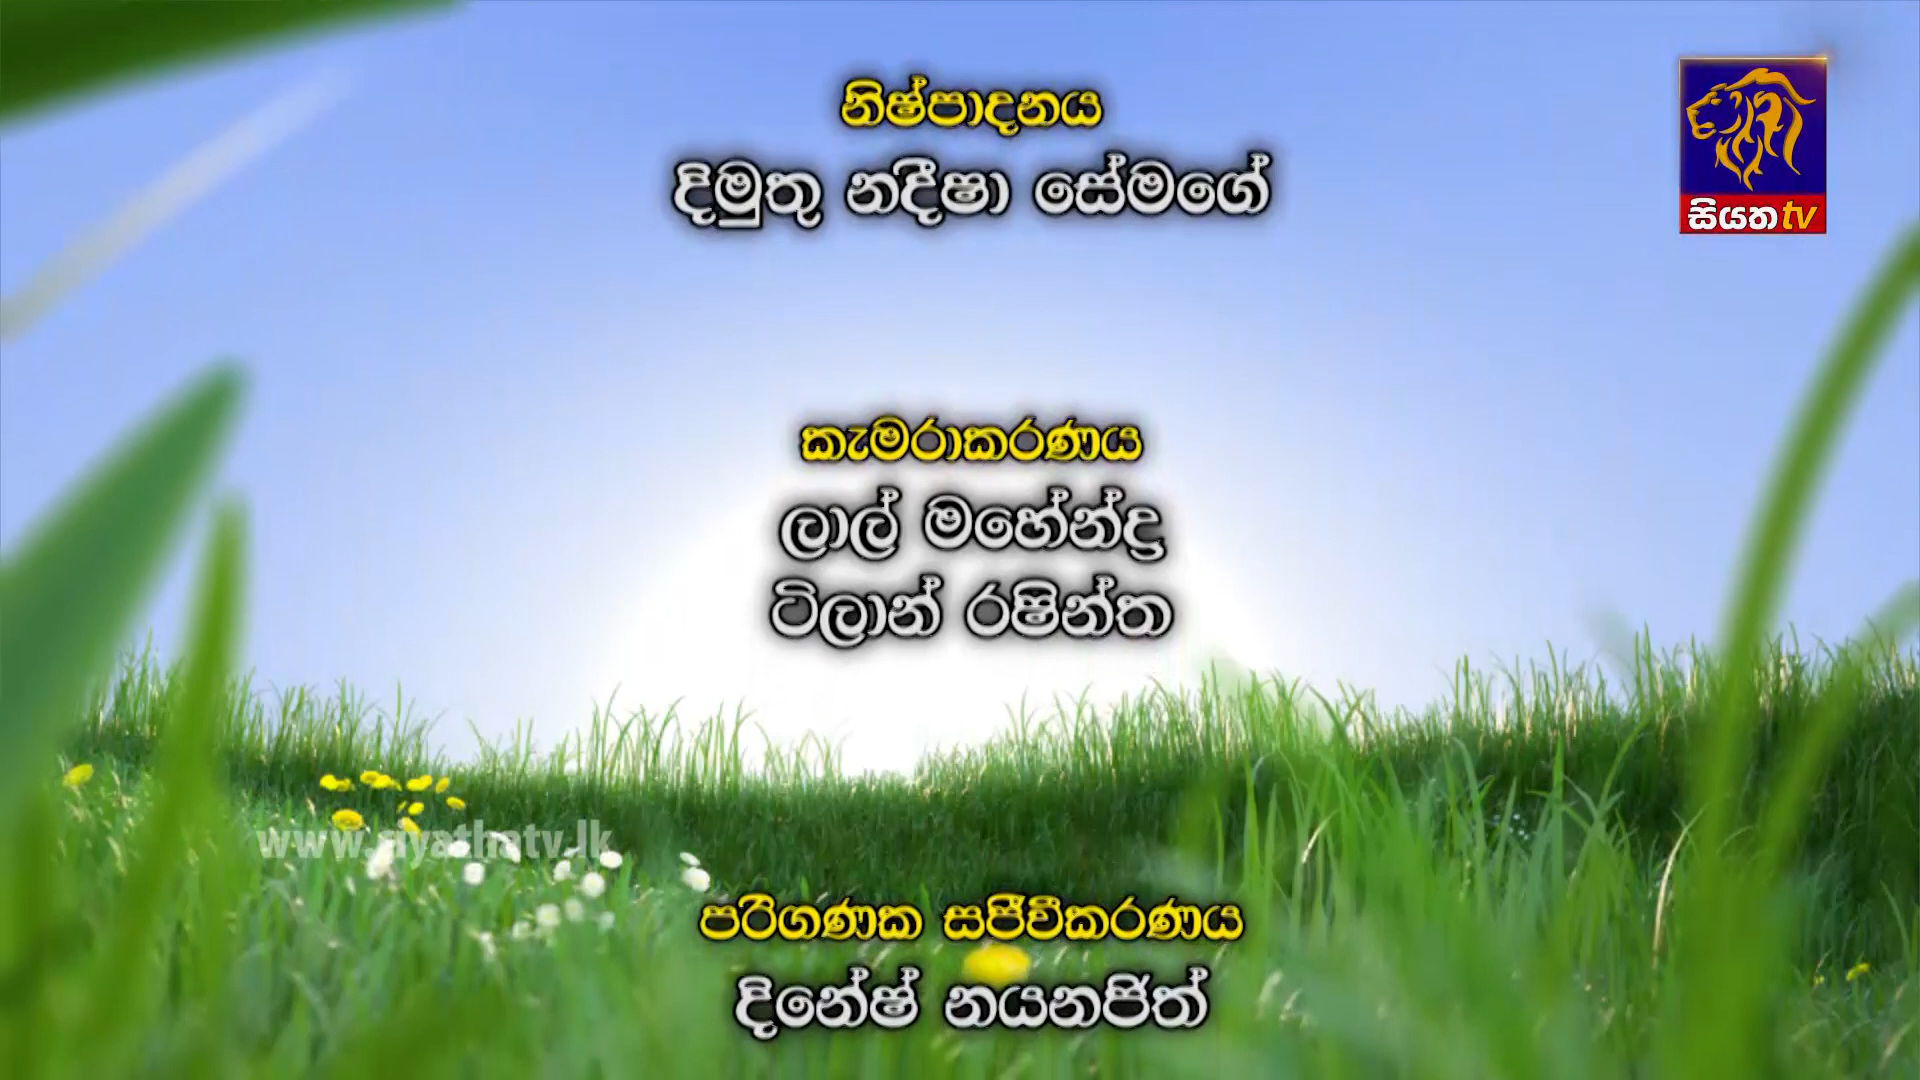 නිෂ්පාදනය
දිමුතු නදීෂා සේමගේ
සියත tv
කැමරාකරණය
ලාල් මහේන්ද්‍ර
ටිලාන් රෂින්ත
www.siyathatv.lk
පරිගණක සජීවීකරණය
දිනේෂ් නයනජිත්